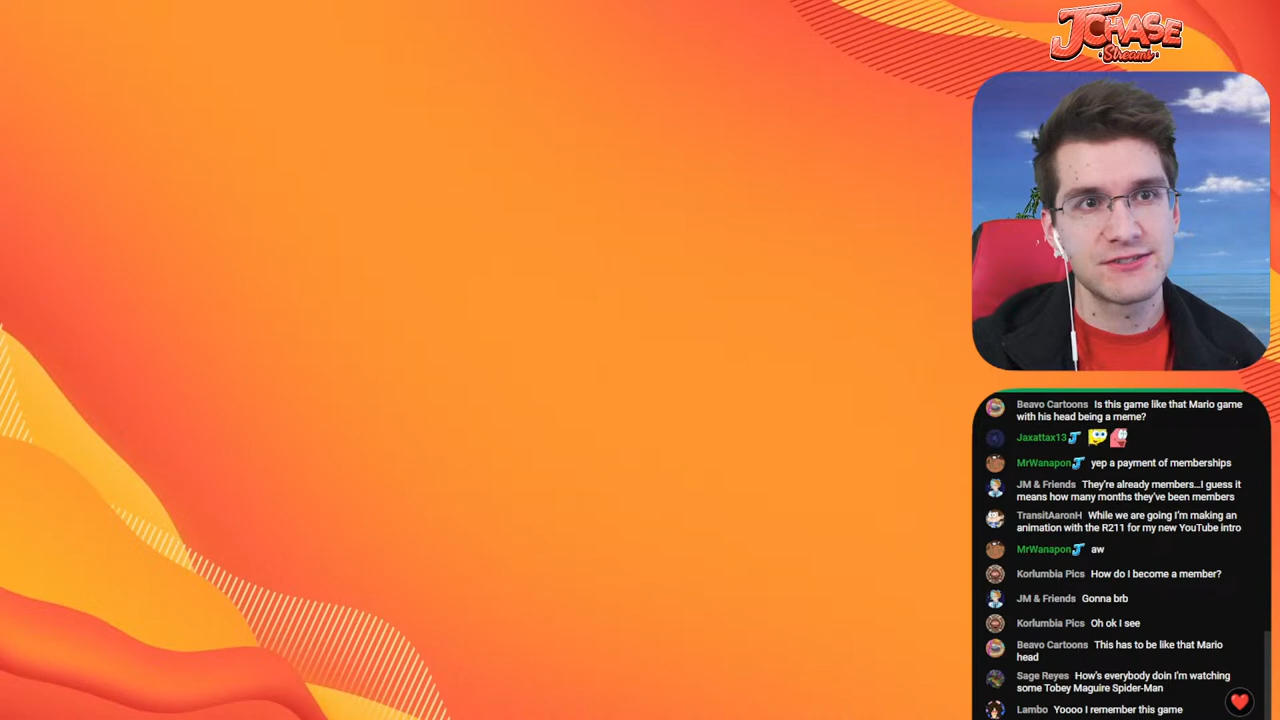 JCHASE
Streams
Beavo Cartoons Is this game like that Mario game
with his head being a meme?
Jaxattax13
MrWanapon yep a payment of memberships
JM & Friends They're already members...I guess it
means how many months they've been members
TransitAaronH While we are going I'm making an
animation with the R211 for my new YouTube intro
MrWanapon aw
Korlumbia Pics How do I become a member?
JM & Friends Gonna brb
Korlumbia Pics Oh ok I see
Beavo Cartoons This has to be like that Mario
head
Sage Reyes How's everybody doin I'm watching
some Tobey Maguire Spider-Man
Lambo Yoooo I remember this game